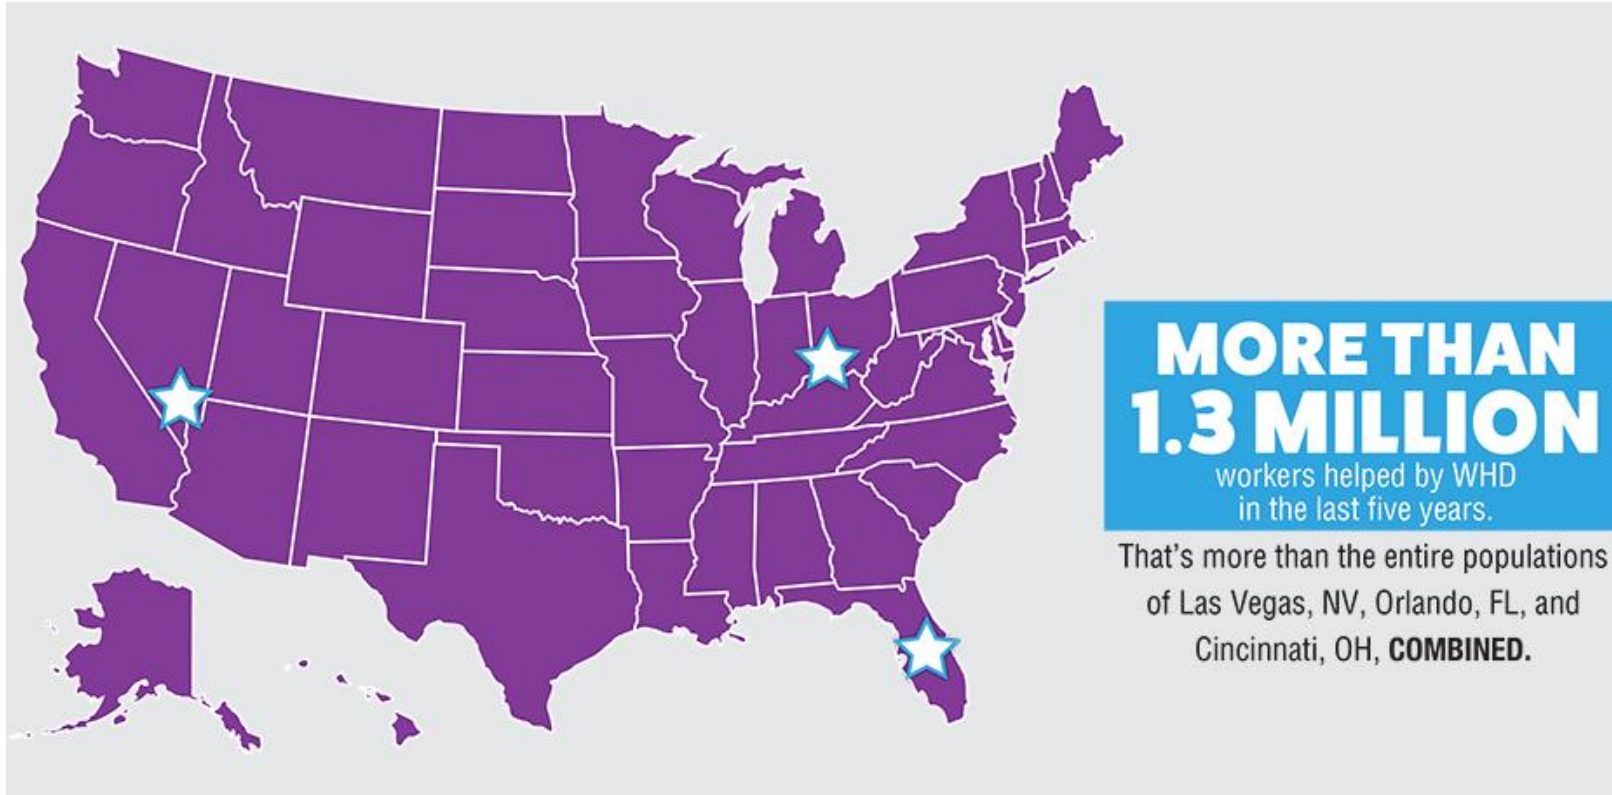 MORE THAN
1.3 MILLION
workers helped by WHD
in the last five years.
That’s more than the entire populations
of Las Vegas, NV, Orlando, FL, and
Cincinnati, OH, COMBINED.